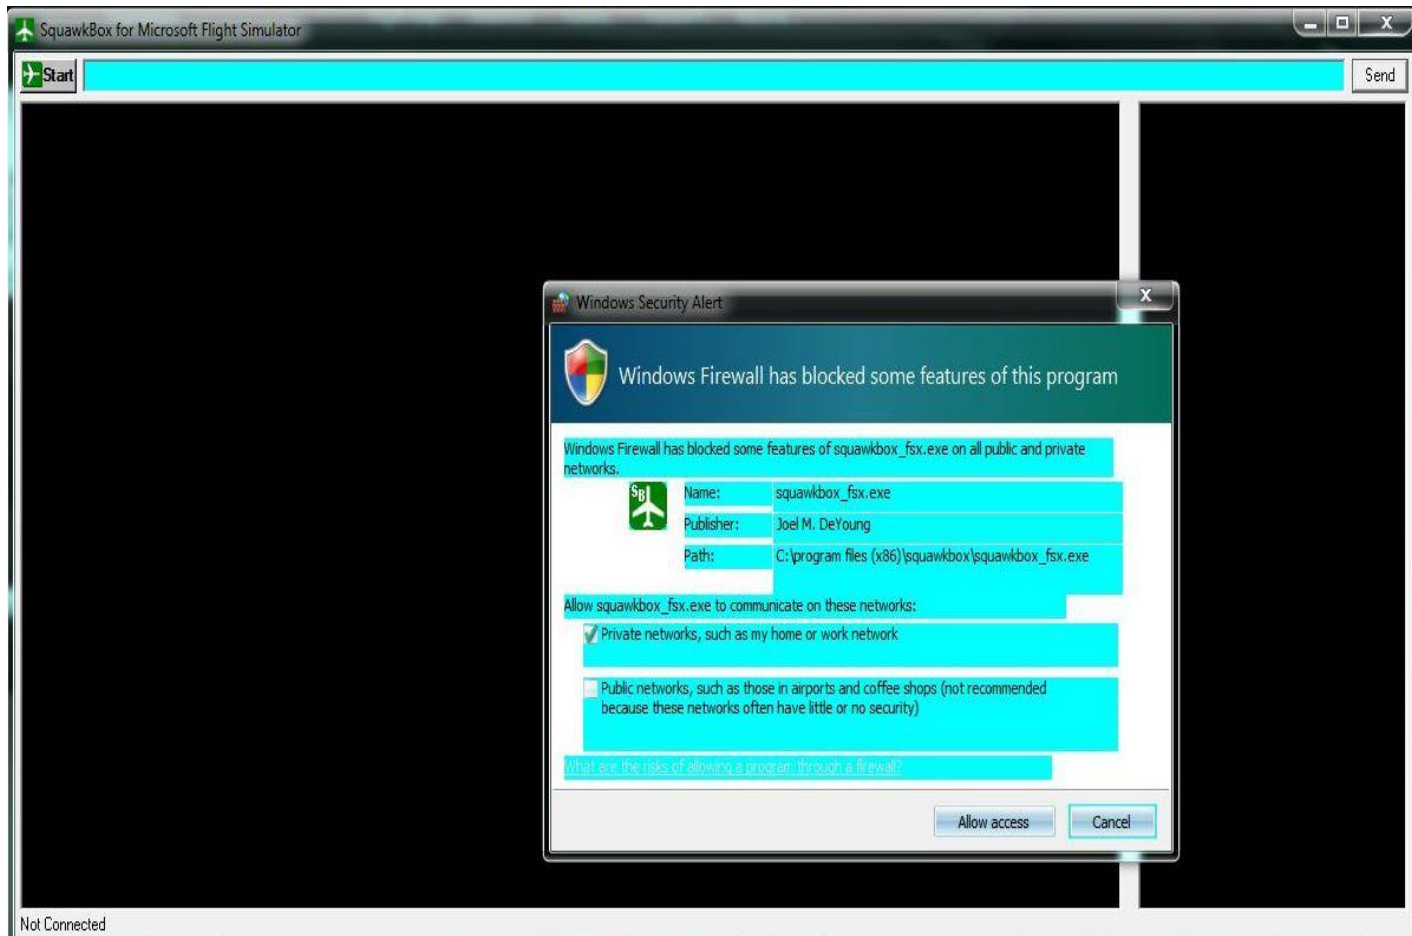 SquawkBox for Microsoft Flight Simulator
Start
Send
Windows Security Alert
Windows Firewall has blocked some features of this program
Windows Firewall has blocked some features of squawkbox_fsx.exe on all public and private
networks.
SB
Name: squawkbox_fsx.exe
Publisher: Joel M. DeYoung
Path: C:\program files (x86)\squawkbox\squawkbox_fsx.exe
Allow squawkbox_fsx.exe to communicate on these networks:
Private networks, such as my home or work network
Public networks, such as those in airports and coffee shops (not recommended
because these networks often have little or no security)
What are the risks of allowing a program through a firewall?
Allow access Cancel
Not Connected